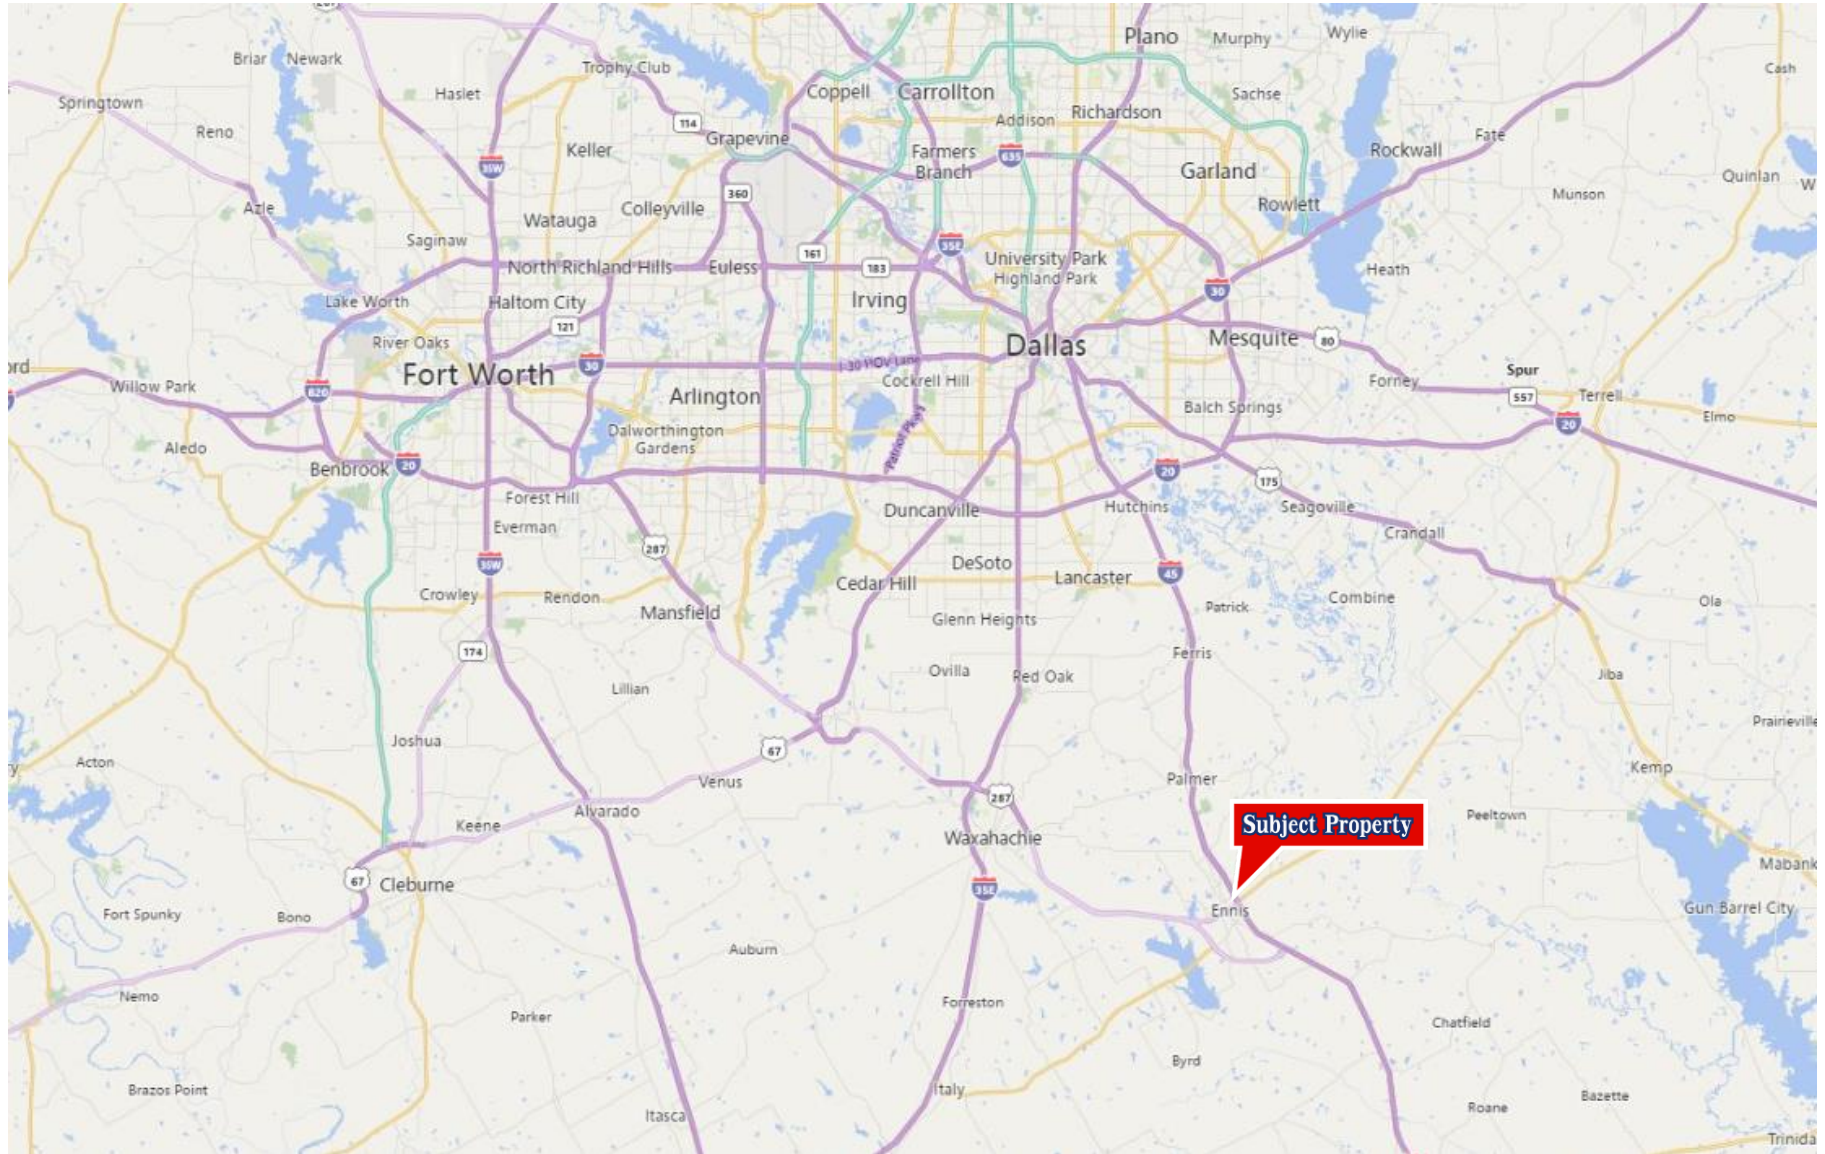 Plano
Murphy
Wylie
Briar
Newark
Trophy Club
Cash
Coppell
Carrollton
Haslet
Sachse
Springtown
Richardson
Addison
114
Reno
Grapevine
Fate
Keller
Farmers
Branch
635
Rockwall
35W
Garland
Quinlan
360
Munson
Azle
Colleyville
Rowlett
Watauga
Saginaw
35E
161
University Park
North Richland Hills
Euless
183
Highland Park
Heath
30
Lake Worth
Haltom City
Irving
121
River Oaks
Dallas
Mesquite
80
Fort Worth
30
I-30 HOV Lane
Spur
Willow Park
820
Cockrell Hill
Forney
557
Terrell
Arlington
Balch Springs
20
Elmo
Dalworthington
Gardens
Patriot Pkwy
Aledo
Benbrook
20
20
175
Forest Hill
Duncanville
Hutchins
Seagoville
Everman
Crandall
287
35W
DeSoto
Cedar Hill
Lancaster
45
Crowley
Rendon
Combine
Ola
Mansfield
Patrick
Glenn Heights
174
Ferris
Ovilla
Red Oak
Jiba
Lillian
Prairieville
Joshua
67
Acton
Venus
Palmer
Kemp
287
Alvarado
Keene
Subject Property
Peeltown
Waxahachie
Mabank
67
Cleburne
35E
Fort Spunky
Bono
Ennis
Gun Barrel City
Auburn
Nemo
Forreston
Parker
Chatfield
Byrd
Brazos Point
Italy
Bazette
Itasca
Roane
Trinida